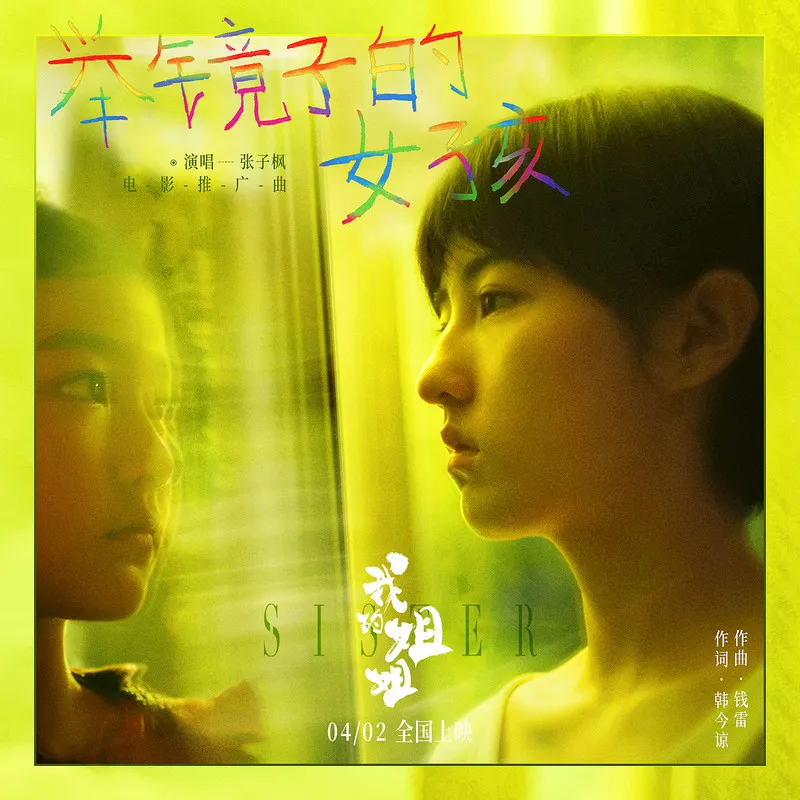 举镜子的
女孩
演唱——张子枫
电-影-推-广-曲
SISTER
我的姐姐
04/02 全国上映
作曲·钱雷
作词·韩今谅